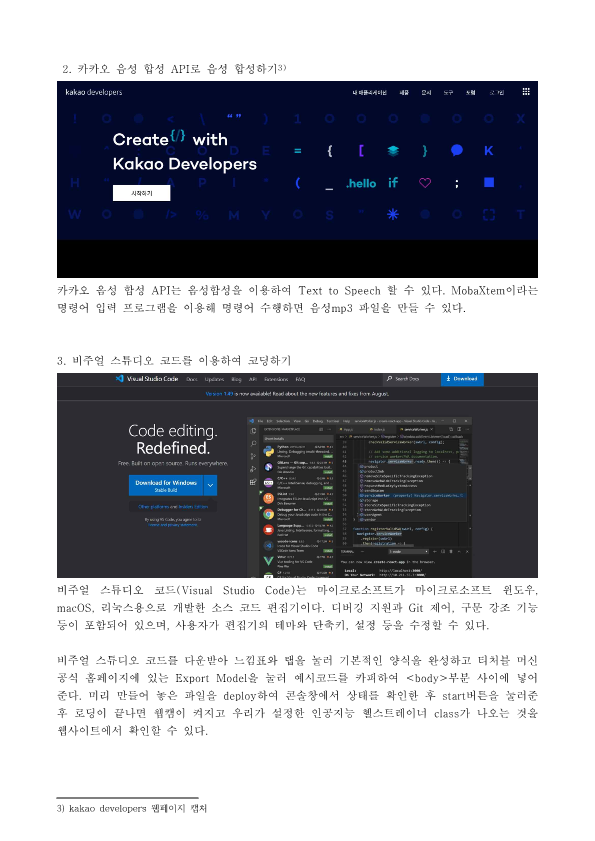 2. 카카오 음성 합성 API로 음성 합성하기3)
kakao developers
내 애플리케이션 제품 문서 도구 포럼 로그인
Create{/} with
Kakao Developers
시작하기
.hello if
카카오 음성 합성 API는 음성합성을 이용하여 Text to Speech 할 수 있다. MobaXtem이라는
명령어 입력 프로그램을 이용해 명령어 수행하면 음성mp3 파일을 만들 수 있다.
3. 비주얼 스튜디오 코드를 이용하여 코딩하기
Visual Studio Code Docs Updates Blog API Extensions FAQ Search Docs Download
Version 1.49 is now available! Read about the new features and fixes from August.
Code editing.
Redefined.
Free. Built on open source. Runs everywhere.
Download for Windows
Stable Build
Other platforms and Insiders Edition
By using VS Code, you agree to its
license and privacy statement.
비주얼 스튜디오 코드(Visual Studio Code)는 마이크로소프트가 마이크로소프트 윈도우,
macOS, 리눅스용으로 개발한 소스 코드 편집기이다. 디버깅 지원과 Git 제어, 구문 강조 기능
등이 포함되어 있으며, 사용자가 편집기의 테마와 단축키, 설정 등을 수정할 수 있다.
비주얼 스튜디오 코드를 다운받아 느낌표와 탭을 눌러 기본적인 양식을 완성하고 티처블 머신
공식 홈페이지에 있는 Export Model을 눌러 예시코드를 카피하여 <body>부분 사이에 넣어
준다. 미리 만들어 놓은 파일을 deploy하여 콘솔창에서 상태를 확인한 후 start버튼을 눌러준
후 로딩이 끝나면 웹캠이 켜지고 우리가 설정한 인공지능 헬스트레이너 class가 나오는 것을
웹사이트에서 확인할 수 있다.
3) kakao developers 웹페이지 캡처